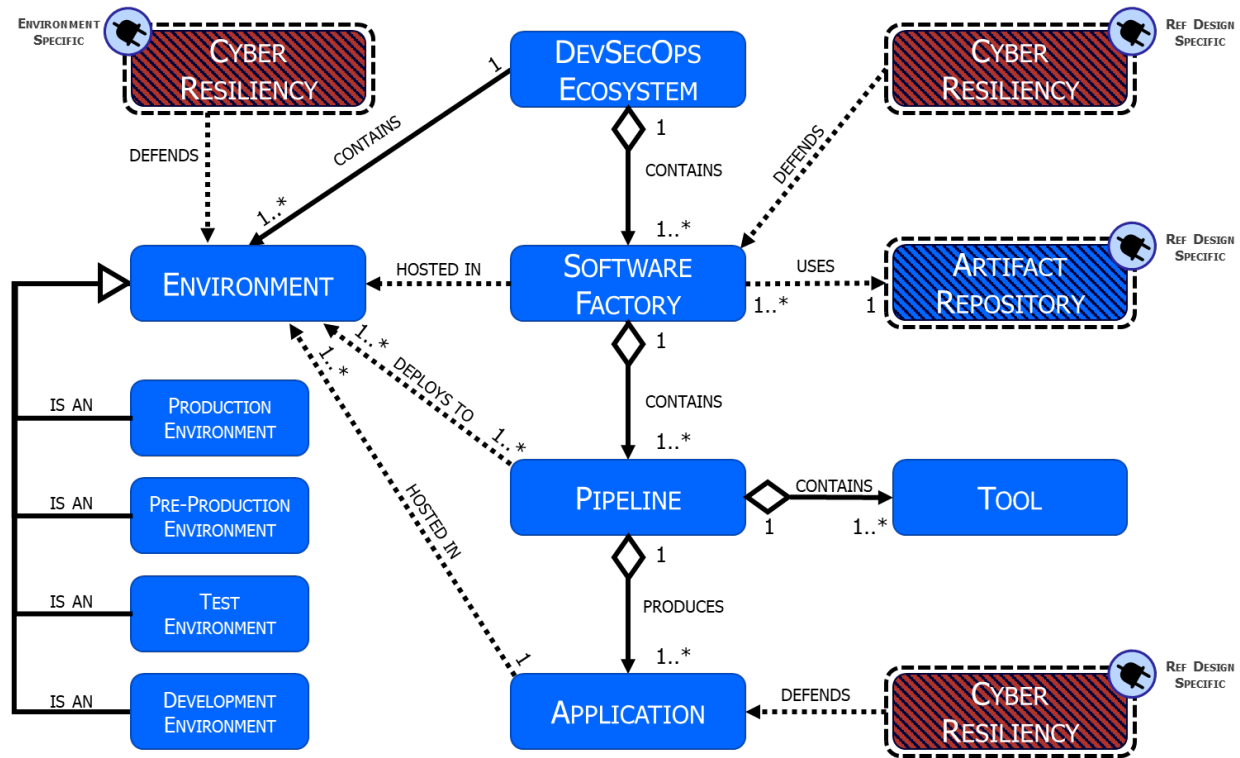 ENVIRONMENT
SPECIFIC
CYBER
RESILIENCY
DEVSECOPS
ECOSYSTEM
CYBER
RESILIENCY
REF DESIGN
SPECIFIC
1
1
DEFENDS
CONTAINS
CONTAINS
DEFENDS
1..*
1..*
ENVIRONMENT
HOSTED IN
SOFTWARE
FACTORY
USES
1..*
1
ARTIFACT
REPOSITORY
REF DESIGN
SPECIFIC
1..*
1..*
DEPLOYS TO
1..*
1
CONTAINS
1..*
IS AN
PRODUCTION
ENVIRONMENT
IS AN
PRE-PRODUCTION
ENVIRONMENT
HOSTED IN
PIPELINE
CONTAINS
1
1..*
TOOL
1
PRODUCES
1..*
IS AN
TEST
ENVIRONMENT
IS AN
DEVELOPMENT
ENVIRONMENT
1
APPLICATION
DEFENDS
CYBER
RESILIENCY
REF DESIGN
SPECIFIC